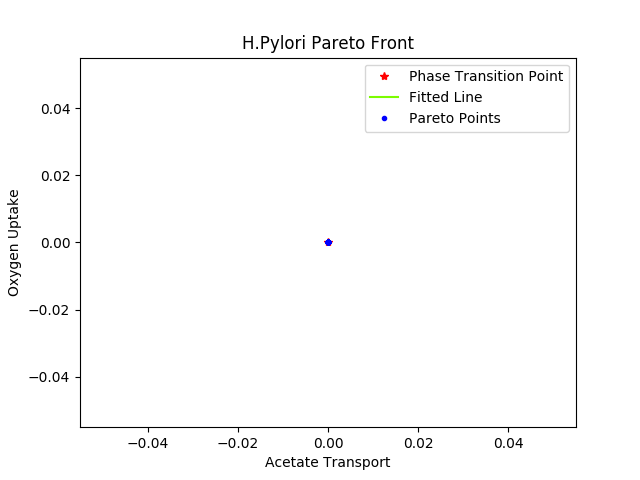 H.Pylori Pareto Front
Phase Transition Point
Fitted Line
Pareto Points
Oxygen Uptake
0.04
0.02
0.00
−0.02
−0.04
−0.04
−0.02
0.00
0.02
0.04
Acetate Transport